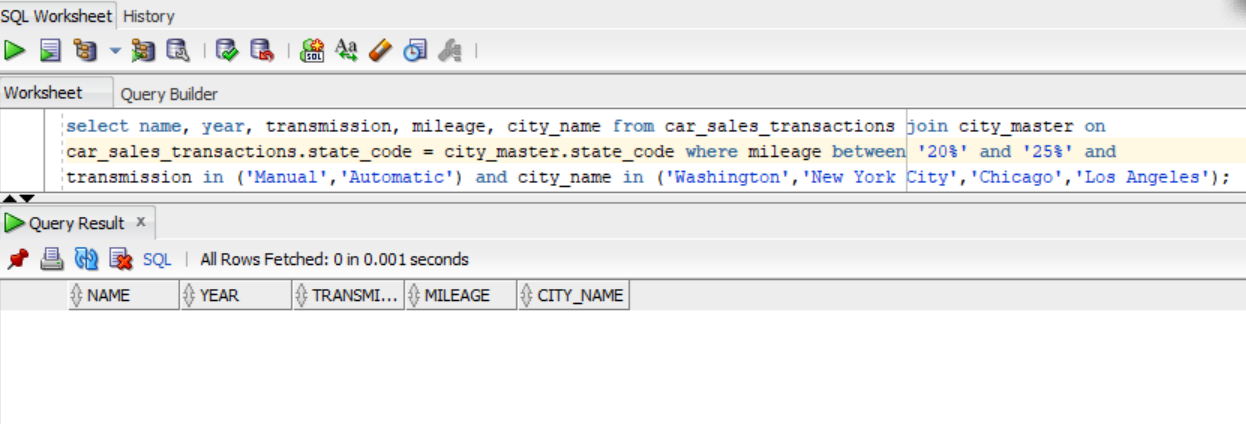 SQL Worksheet History
SQL Aa
Worksheet Query Builder
select name, year, transmission, mileage, city_name from car_sales_transactions join city_master on
car_sales_transactions.state_code = city_master.state_code where mileage between '20%' and '25%' and
transmission in ('Manual','Automatic') and city_name in ('Washington','New York City','Chicago','Los Angeles');
Query Result x
SQL | All Rows Fetched: 0 in 0.001 seconds
NAME YEAR TRANSMI... MILEAGE CITY_NAME